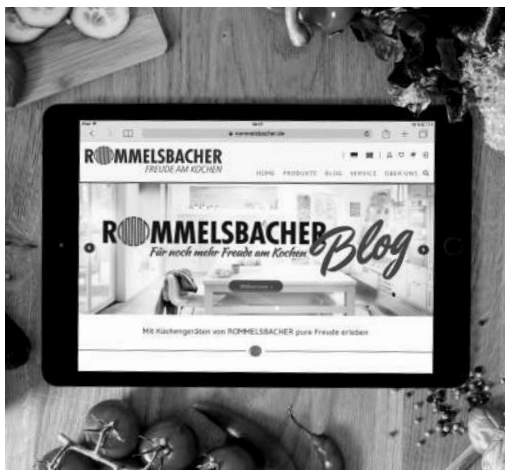 rommelsbacher.de
ROMMELSBACHER
FREUDE AM KOCHEN
HOME PRODUKTE BLOG SERVICE ÜBER UNS
ROMMELSBACHER
Blog
Für noch mehr Freude am Kochen
Mit Küchengeräten von ROMMELSBACHER pure Freude erleben